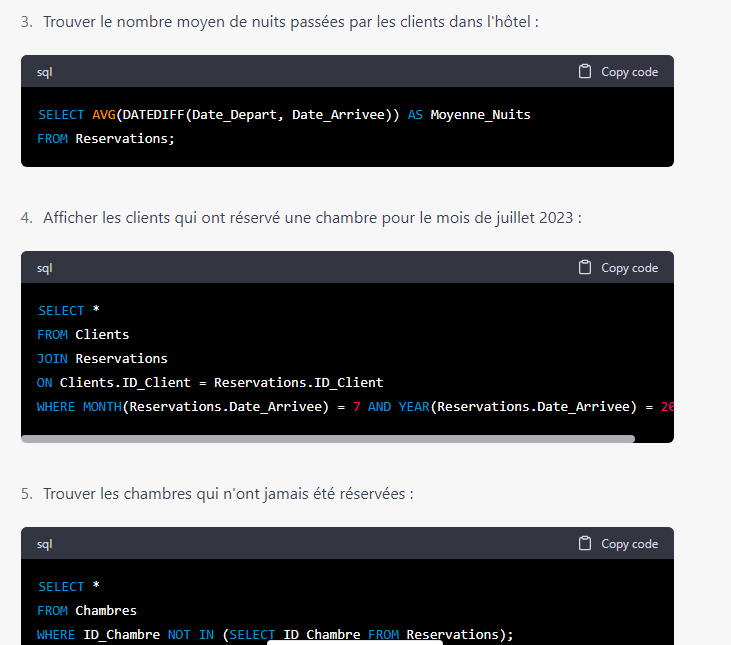 3. Trouver le nombre moyen de nuits passées par les clients dans l'hôtel :
sql Copy code
SELECT AVG(DATEDIFF(Date_Depart, Date_Arrivee)) AS Moyenne_Nuits
FROM Reservations;
4. Afficher les clients qui ont réservé une chambre pour le mois de juillet 2023 :
sql Copy code
SELECT *
FROM Clients
JOIN Reservations
ON Clients.ID_Client = Reservations.ID_Client
WHERE MONTH(Reservations.Date_Arrivee) = 7 AND YEAR(Reservations.Date_Arrivee) = 20
5. Trouver les chambres qui n'ont jamais été réservées :
sql Copy code
SELECT *
FROM Chambres
WHERE ID_Chambre NOT IN (SELECT ID_Chambre FROM Reservations);